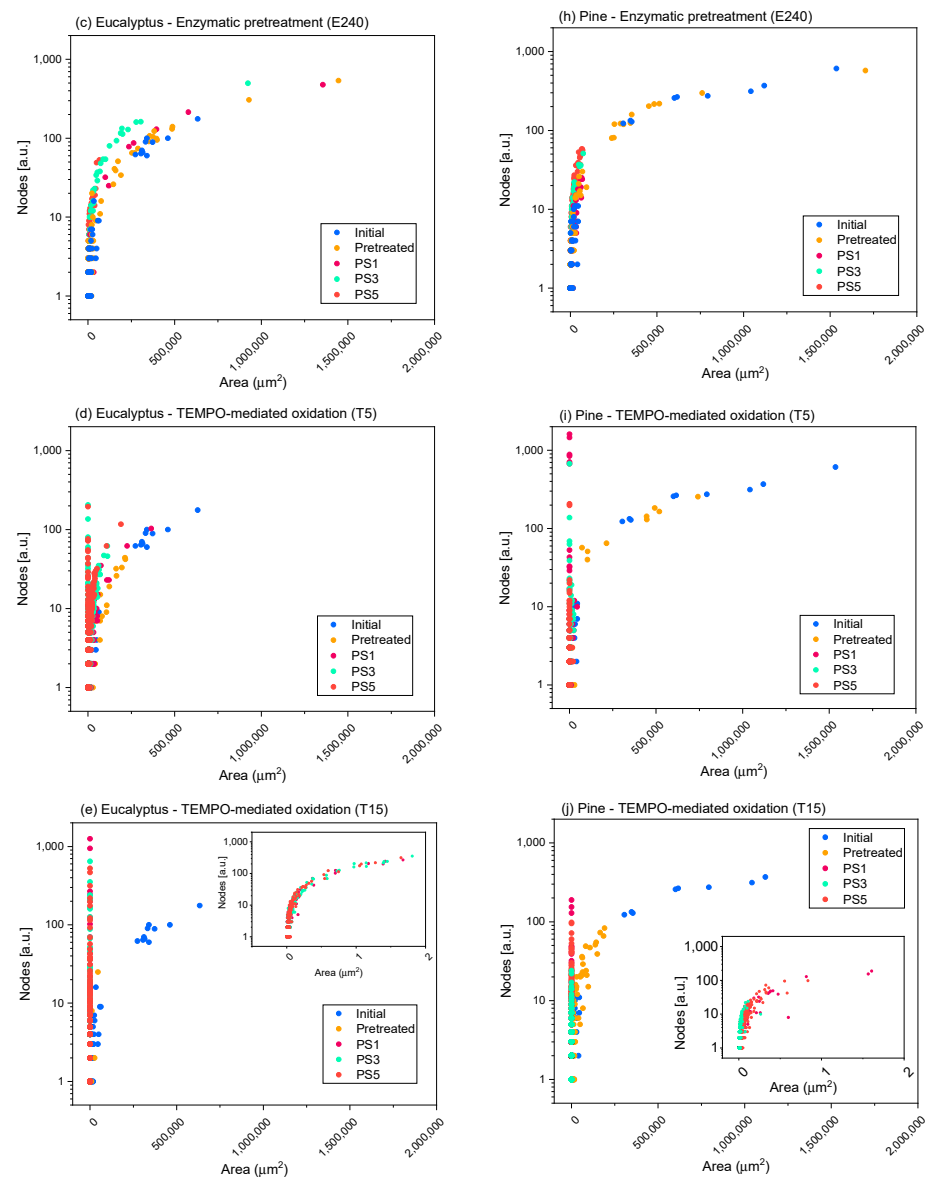 (c) Eucalyptus - Enzymatic pretreatment (E240)
1,000
100
10
1
Nodes [a.u.]
Initial
Pretreated
PS1
PS3
PS5
0
500,000
1,000,000
1,500,000
2,000,000
Area (μm²)
(h) Pine - Enzymatic pretreatment (E240)
1,000
100
10
1
Nodes [a.u.]
Initial
Pretreated
PS1
PS3
PS5
0
500,000
1,000,000
1,500,000
2,000,000
Area (μm²)
(d) Eucalyptus - TEMPO-mediated oxidation (T5)
1,000
100
10
1
Nodes [a.u.]
Initial
Pretreated
PS1
PS3
PS5
0
500,000
1,000,000
1,500,000
2,000,000
Area (μm²)
(i) Pine - TEMPO-mediated oxidation (T5)
1,000
100
10
1
Nodes [a.u.]
Initial
Pretreated
PS1
PS3
PS5
0
500,000
1,000,000
1,500,000
2,000,000
Area (μm²)
(e) Eucalyptus - TEMPO-mediated oxidation (T15)
1,000
100
10
1
Nodes [a.u.]
1,000
100
10
1
Nodes [a.u.]
0
1
2
Area (μm²)
Initial
Pretreated
PS1
PS3
PS5
0
500,000
1,000,000
1,500,000
2,000,000
Area (μm²)
(j) Pine - TEMPO-mediated oxidation (T15)
1,000
100
10
1
Nodes [a.u.]
Initial
Pretreated
PS1
PS3
PS5
1,000
100
10
1
Nodes [a.u.]
0
1
2
Area (μm²)
0
500,000
1,000,000
1,500,000
2,000,000
Area (μm²)